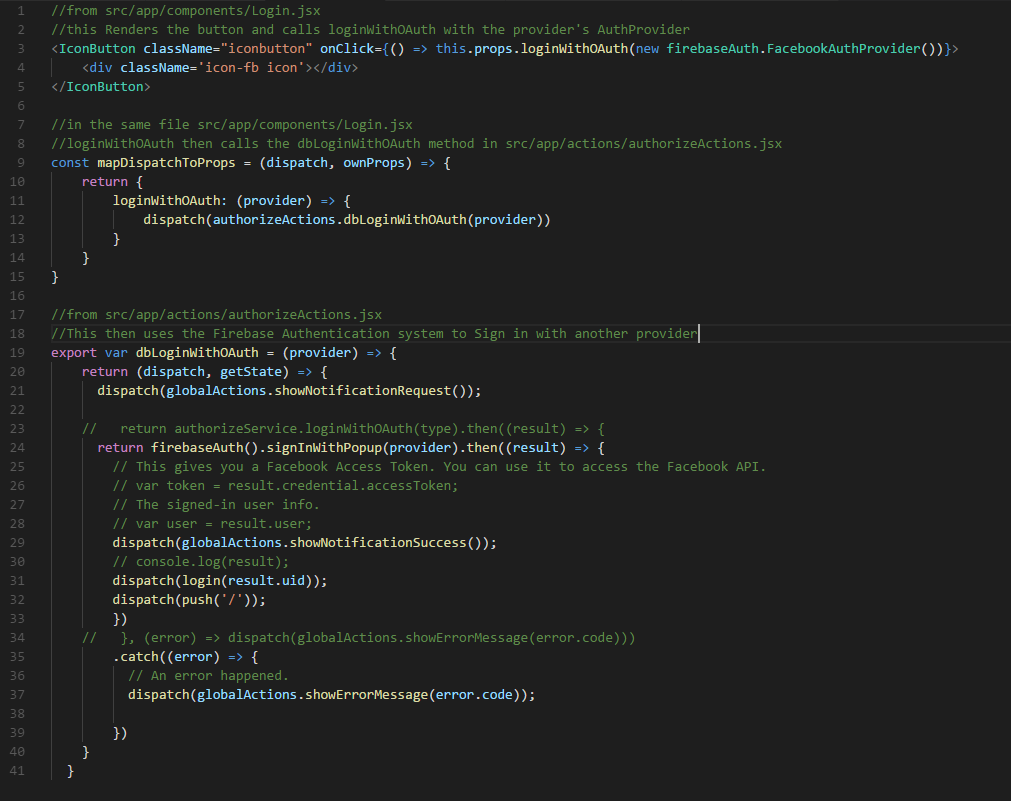 1 //from src/app/components/Login.jsx
2 //this Renders the button and calls loginWithOAuth with the provider's AuthProvider
3 <IconButton className="iconbutton" onClick={() => this.props.loginWithOAuth(new firebaseAuth.FacebookAuthProvider())}>
4     <div className='icon-fb icon'></div>
5 </IconButton>
6
7 //in the same file src/app/components/Login.jsx
8 //loginWithOAuth then calls the dbLoginWithOAuth method in src/app/actions/authorizeActions.jsx
9 const mapDispatchToProps = (dispatch, ownProps) => {
10     return {
11         loginWithOAuth: (provider) => {
12             dispatch(authorizeActions.dbLoginWithOAuth(provider))
13         }
14     }
15 }
16
17 //from src/app/actions/authorizeActions.jsx
18 //This then uses the Firebase Authentication system to Sign in with another provider
19 export var dbLoginWithOAuth = (provider) => {
20     return (dispatch, getState) => {
21       dispatch(globalActions.showNotificationRequest());
22
23     //   return authorizeService.loginWithOAuth(type).then((result) => {
24       return firebaseAuth().signInWithPopup(provider).then((result) => {
25         // This gives you a Facebook Access Token. You can use it to access the Facebook API.
26         // var token = result.credential.accessToken;
27         // The signed-in user info.
28         // var user = result.user;
29         dispatch(globalActions.showNotificationSuccess());
30         // console.log(result);
31         dispatch(login(result.uid));
32         dispatch(push('/'));
33         })
34     //   }, (error) => dispatch(globalActions.showErrorMessage(error.code)))
35         .catch((error) => {
36           // An error happened.
37           dispatch(globalActions.showErrorMessage(error.code));
38
39         })
40     }
41   }